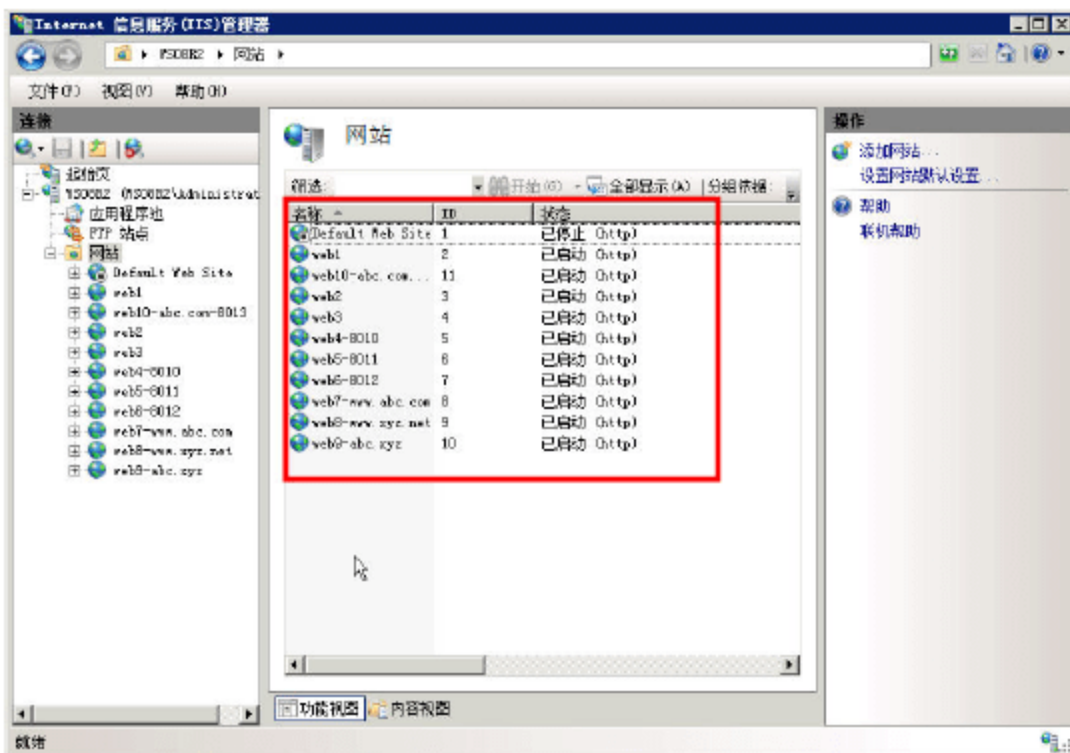 Internet 信息服务(IIS)管理器
WS08R2 网站
文件(F) 视图(V) 帮助(H)
连接
起始页
WS08R2 (WS08R2\Administrat
应用程序池
FTP 站点
网站
Default Web Site
web1
web10-abc.com-8013
web2
web3
web4-8010
web5-8011
web6-8012
web7-www.abc.com
web8-www.xyz.net
web9-abc.xyz
网站
筛选: 开始(G) 全部显示(A) 分组依据:
名称 ID 状态
Default Web Site 1 已停止 (http)
web1 2 已启动 (http)
web10-abc.com... 11 已启动 (http)
web2 3 已启动 (http)
web3 4 已启动 (http)
web4-8010 5 已启动 (http)
web5-8011 6 已启动 (http)
web6-8012 7 已启动 (http)
web7-www.abc.com 8 已启动 (http)
web8-www.xyz.net 9 已启动 (http)
web9-abc.xyz 10 已启动 (http)
功能视图 内容视图
操作
添加网站...
设置网站默认设置...
帮助
联机帮助
就绪